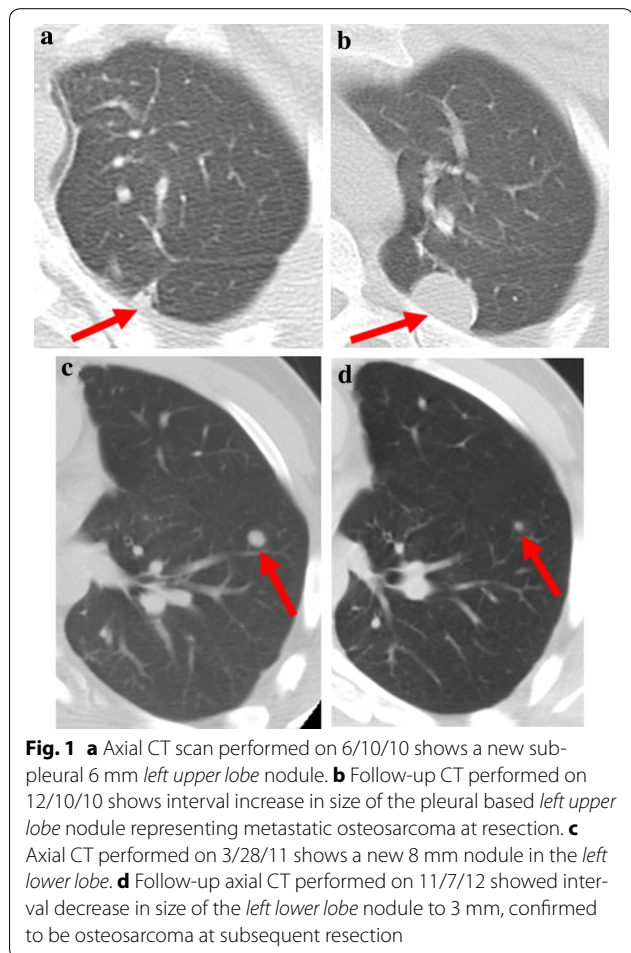 a
b
c
d
Fig. 1 a Axial CT scan performed on 6/10/10 shows a new sub-
pleural 6 mm left upper lobe nodule. b Follow-up CT performed on
12/10/10 shows interval increase in size of the pleural based left upper
lobe nodule representing metastatic osteosarcoma at resection. c
Axial CT performed on 3/28/11 shows a new 8 mm nodule in the left
lower lobe. d Follow-up axial CT performed on 11/7/12 showed inter-
val decrease in size of the left lower lobe nodule to 3 mm, confirmed
to be osteosarcoma at subsequent resection